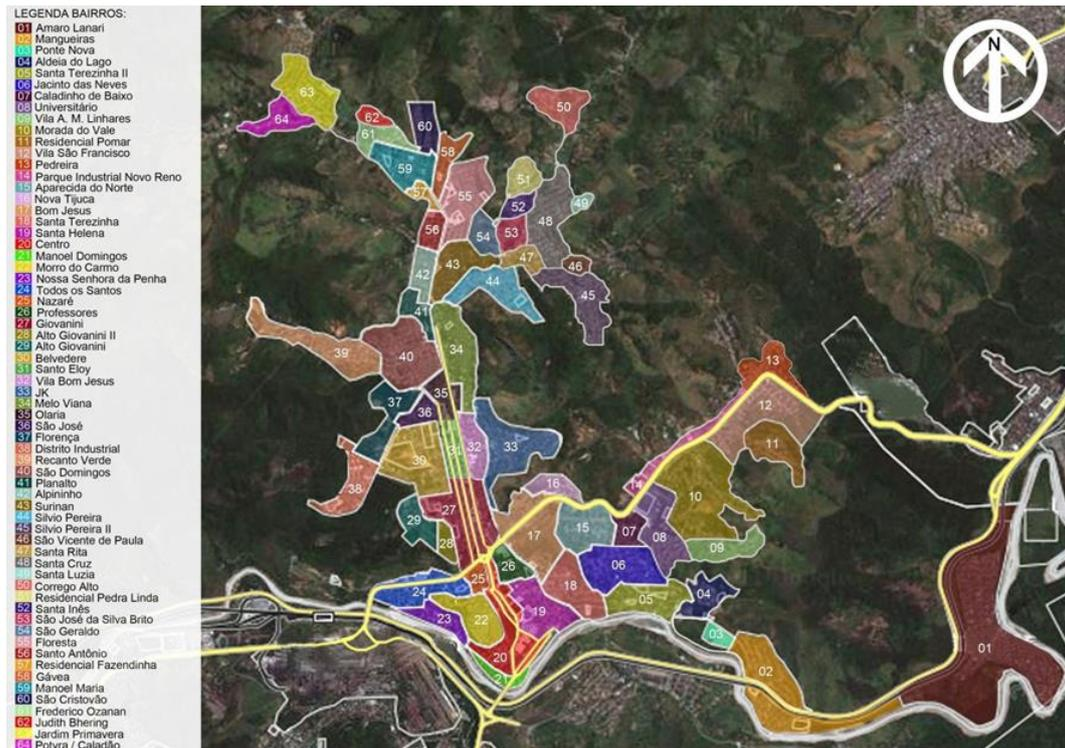 LEGENDA BAIRROS:
01 Amaro Lanari
02 Mangueiras
03 Ponte Nova
04 Aldeia do Lago
05 Santa Terezinha II
06 Jacinto das Neves
07 Caladinho de Baixo
08 Universitário
09 Vila A. M. Linhares
10 Morada do Vale
11 Residencial Pomar
12 Vila São Francisco
13 Pedreira
14 Parque Industrial Novo Reno
15 Aparecida do Norte
16 Nova Tijuca
17 Bom Jesus
18 Santa Terezinha
19 Santa Helena
20 Centro
21 Manoel Domingos
22 Morro do Carmo
23 Nossa Senhora da Penha
24 Todos os Santos
25 Nazaré
26 Professores
27 Giovanini
28 Alto Giovanini II
29 Alto Giovanini
30 Belvedere
31 Santo Eloy
32 Vila Bom Jesus
33 JK
34 Melo Viana
35 Olaria
36 São José
37 Florença
38 Distrito Industrial
39 Recanto Verde
40 São Domingos
41 Planalto
42 Alpininho
43 Surinan
44 Silvio Pereira
45 Silvio Pereira II
46 São Vicente de Paula
47 Santa Rita
48 Santa Cruz
49 Santa Luzia
50 Corrego Alto
51 Residencial Pedra Linda
52 Santa Inês
53 São José da Silva Brito
54 São Geraldo
55 Floresta
56 Santo Antônio
57 Residencial Fazendinha
58 Gávea
59 Manoel Maria
60 São Cristovão
61 Frederico Ozanan
62 Judith Bhering
63 Jardim Primavera
64 Potyra / Caladão
N
63
64
62
61
60
59
58
57
50
55
51
52
49
48
56
54
53
47
46
42
43
44
45
41
34
39
40
13
37
35
36
12
31
32
33
39
11
38
16
14
10
27
29
28
17
15
07
08
09
26
25
24
18
06
05
04
23
22
19
03
20
21
02
01